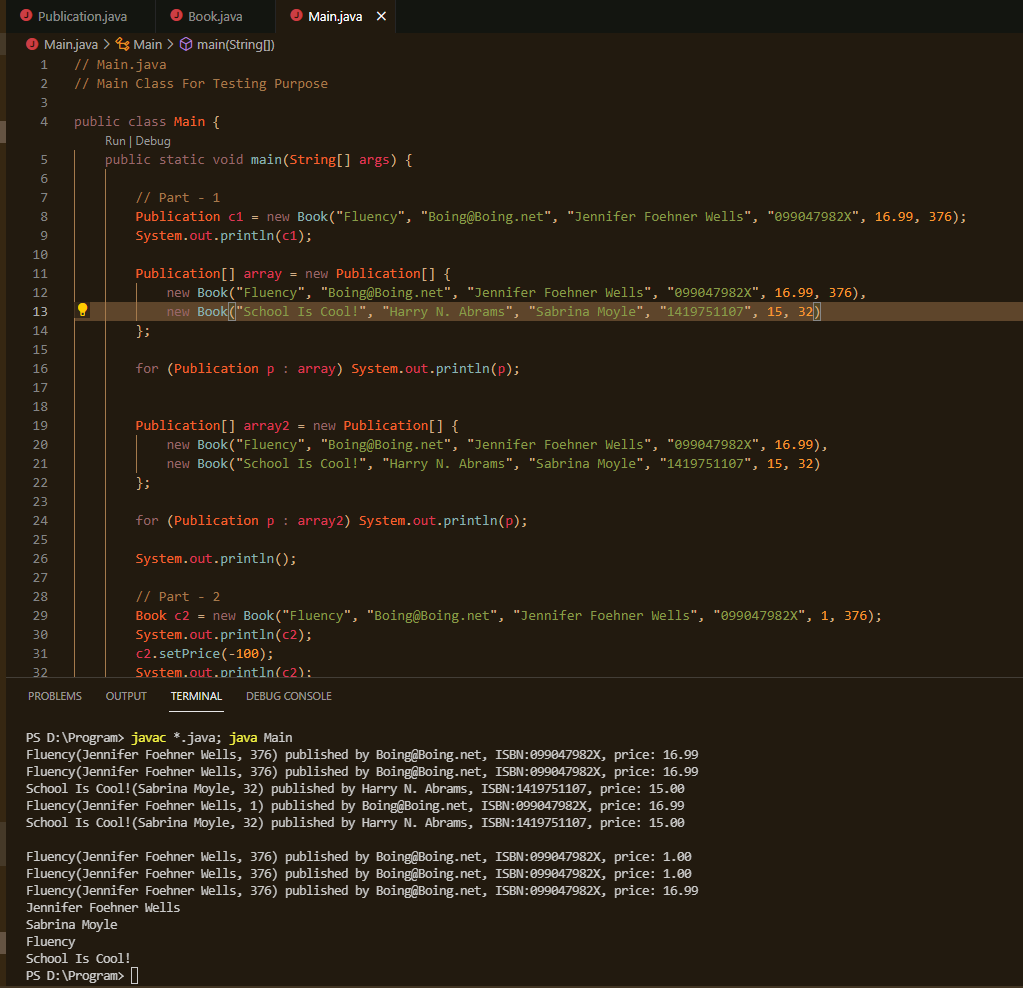 Publication.java Book.java Main.java ×
Main.java > Main > main(String[])
1 // Main.java
2 // Main Class For Testing Purpose
3
4 public class Main {
Run | Debug
5 public static void main(String[] args) {
6
7 // Part - 1
8 Publication c1 = new Book("Fluency", "Boing@Boing.net", "Jennifer Foehner Wells", "099047982X", 16.99, 376);
9 System.out.println(c1);
10
11 Publication[] array = new Publication[] {
12 new Book("Fluency", "Boing@Boing.net", "Jennifer Foehner Wells", "099047982X", 16.99, 376),
13 new Book("School Is Cool!", "Harry N. Abrams", "Sabrina Moyle", "1419751107", 15, 32)
14 };
15
16 for (Publication p : array) System.out.println(p);
17
18
19 Publication[] array2 = new Publication[] {
20 new Book("Fluency", "Boing@Boing.net", "Jennifer Foehner Wells", "099047982X", 16.99),
21 new Book("School Is Cool!", "Harry N. Abrams", "Sabrina Moyle", "1419751107", 15, 32)
22 };
23
24 for (Publication p : array2) System.out.println(p);
25
26 System.out.println();
27
28 // Part - 2
29 Book c2 = new Book("Fluency", "Boing@Boing.net", "Jennifer Foehner Wells", "099047982X", 1, 376);
30 System.out.println(c2);
31 c2.setPrice(-100);
32 System.out.println(c2);
PROBLEMS OUTPUT TERMINAL DEBUG CONSOLE
PS D:\Program> javac *.java; java Main
Fluency(Jennifer Foehner Wells, 376) published by Boing@Boing.net, ISBN:099047982X, price: 16.99
Fluency(Jennifer Foehner Wells, 376) published by Boing@Boing.net, ISBN:099047982X, price: 16.99
School Is Cool!(Sabrina Moyle, 32) published by Harry N. Abrams, ISBN:1419751107, price: 15.00
Fluency(Jennifer Foehner Wells, 1) published by Boing@Boing.net, ISBN:099047982X, price: 16.99
School Is Cool!(Sabrina Moyle, 32) published by Harry N. Abrams, ISBN:1419751107, price: 15.00

Fluency(Jennifer Foehner Wells, 376) published by Boing@Boing.net, ISBN:099047982X, price: 1.00
Fluency(Jennifer Foehner Wells, 376) published by Boing@Boing.net, ISBN:099047982X, price: 1.00
Fluency(Jennifer Foehner Wells, 376) published by Boing@Boing.net, ISBN:099047982X, price: 16.99
Jennifer Foehner Wells
Sabrina Moyle
Fluency
School Is Cool!
PS D:\Program>